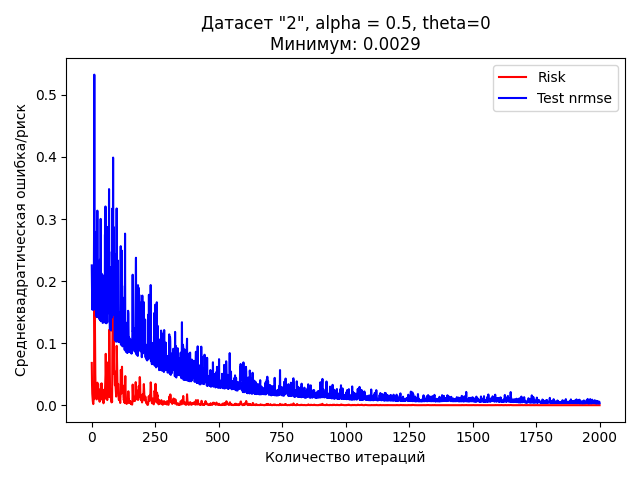 Датасет "2", alpha = 0.5, theta=0
Минимум: 0.0029
Risk
Test nrmse
Среднеквадратическая ошибка/риск
0.5
0.4
0.3
0.2
0.1
0.0
0
250
500
750
1000
1250
1500
1750
2000
Количество итераций